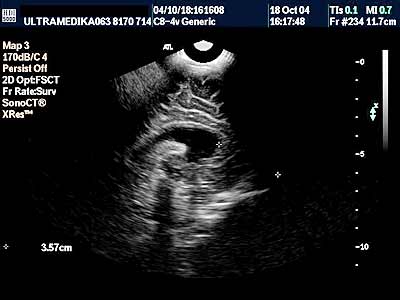 04/10/18:161608 18 Oct 04 TIs 0.1 MI 0.7
ULTRAMEDIKA063 8170 714 C8-4v Generic 16:17:48 Fr #234 11.7cm
Map 3
170dB/C 4
Persist Off
2D Opt:FSCT
Fr Rate:Surv
SonoCT®
XRes™
ATL
-0
-5
-10
3.57cm